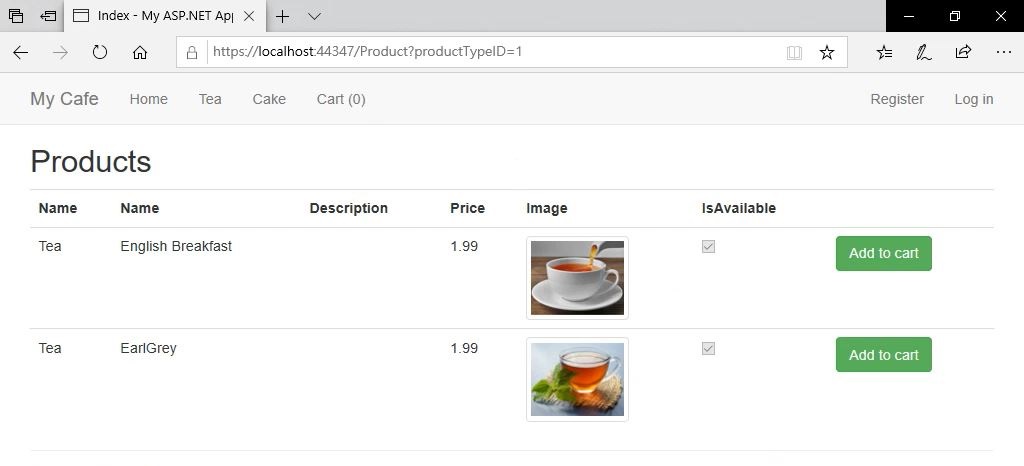 Index - My ASP.NET Ap
https://localhost:44347/Product?productTypeID=1
My Cafe Home Tea Cake Cart (0) Register Log in
Products
Name Name Description Price Image IsAvailable
Tea English Breakfast 1.99 Add to cart
Tea EarlGrey 1.99 Add to cart